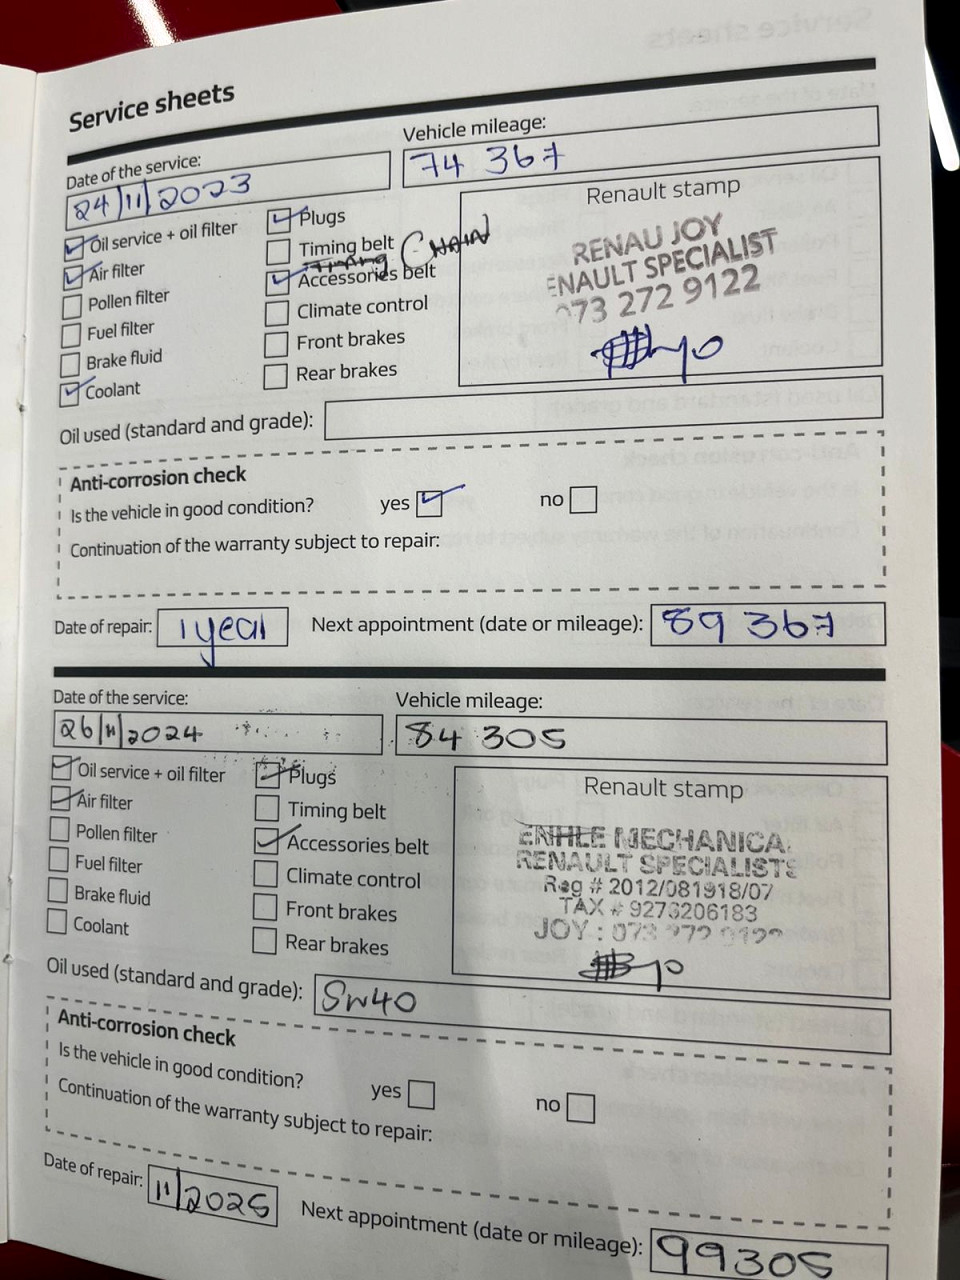 Service sheets
Date of the service:
24/11/2023
Vehicle mileage:
74 367
Oil service + oil filter
Air filter
Pollen filter
Fuel filter
Brake fluid
Coolant
Plugs
Timing belt
Timing CHAIN
Accessories belt
Climate control
Front brakes
Rear brakes
Renault stamp
RENAU JOY
ENAULT SPECIALIST
073 272 9122
Oil used (standard and grade):
Anti-corrosion check
Is the vehicle in good condition? yes no
Continuation of the warranty subject to repair:
Date of repair: 1 year Next appointment (date or mileage): 89 367
Date of the service:
26/11/2024
Vehicle mileage:
84 305
Oil service + oil filter
Air filter
Pollen filter
Fuel filter
Brake fluid
Coolant
Plugs
Timing belt
Accessories belt
Climate control
Front brakes
Rear brakes
Renault stamp
ENHLE MECHANICA
RENAULT SPECIALISTS
Reg # 2012/081918/07
TAX # 9273206183
JOY : 073 272 9122
Oil used (standard and grade): 5w40
Anti-corrosion check
Is the vehicle in good condition? yes no
Continuation of the warranty subject to repair:
Date of repair: 11/2025 Next appointment (date or mileage): 99305